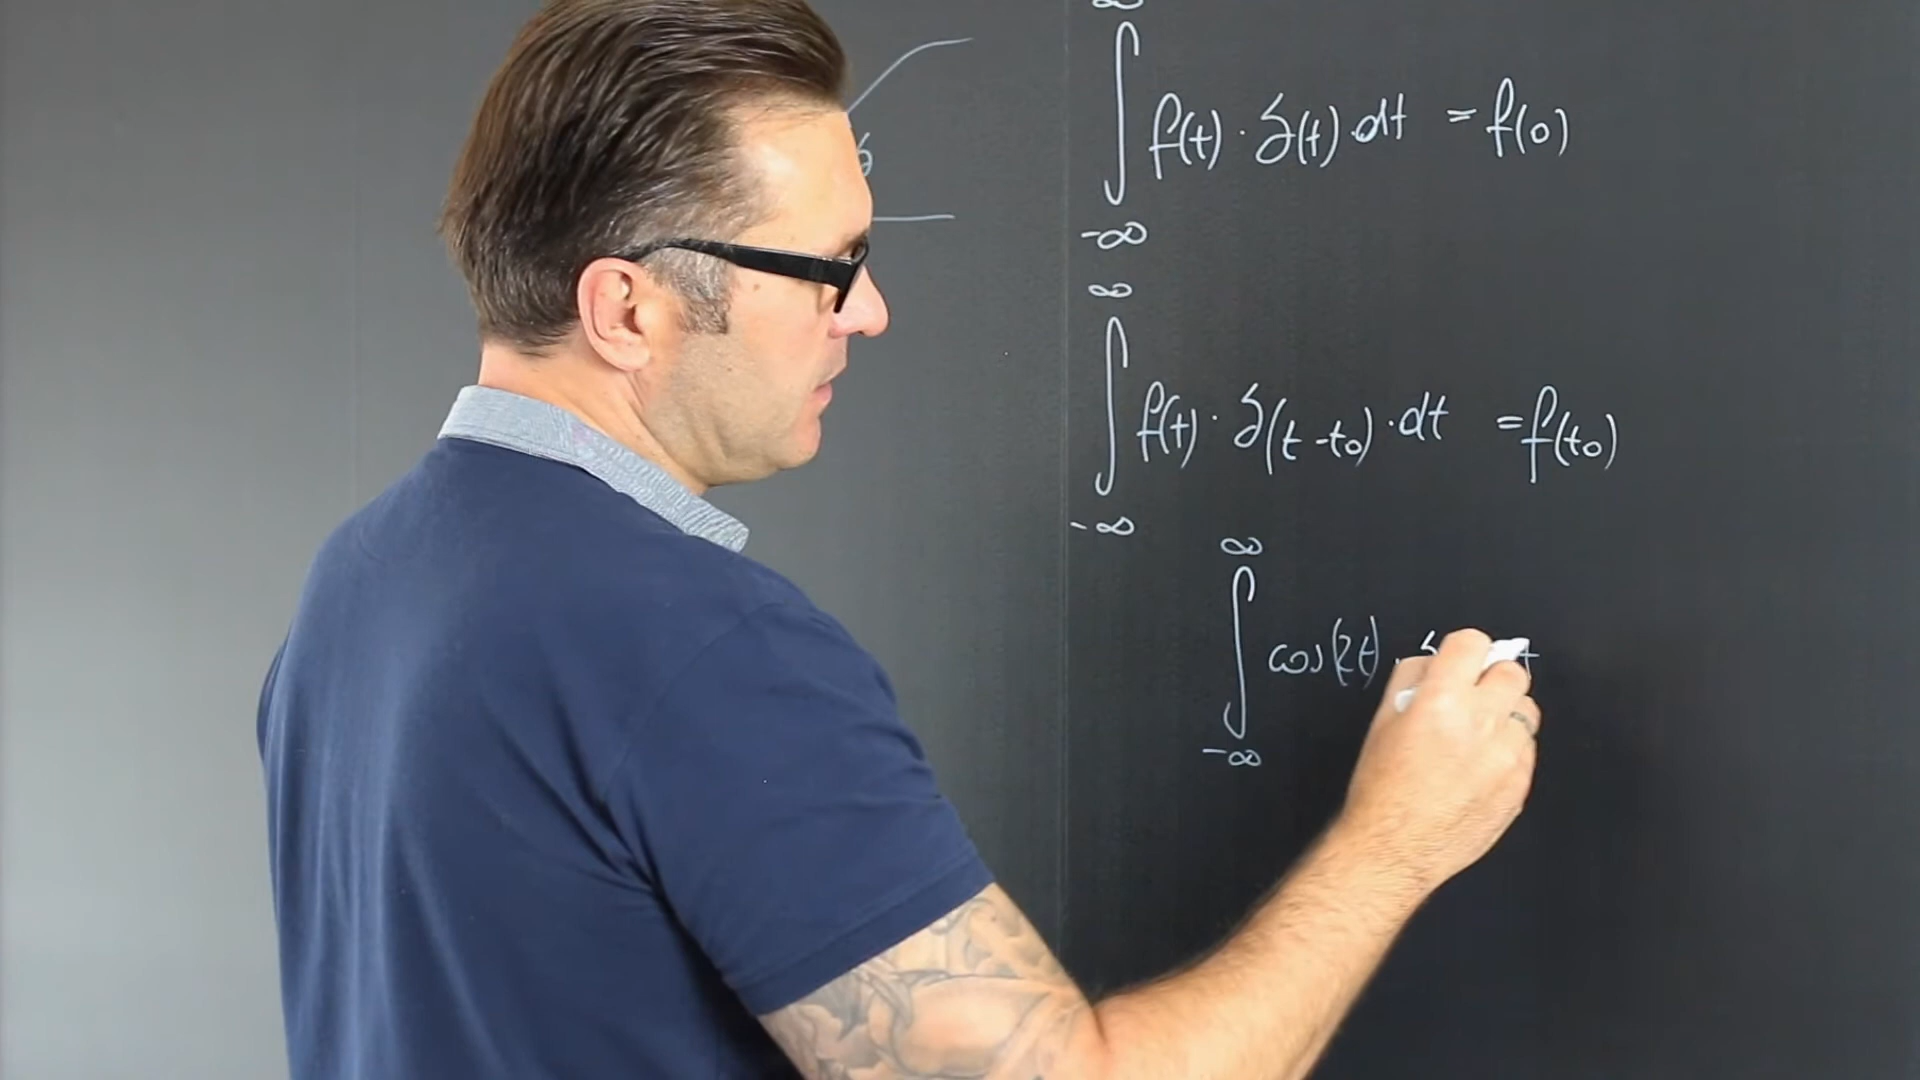 ∞
∫ f(t) · δ(t) · dt = f(0)
-∞
∞
∫ f(t) · δ(t - t₀) · dt = f(t₀)
-∞
∞
∫ cos(2t) ·
-∞